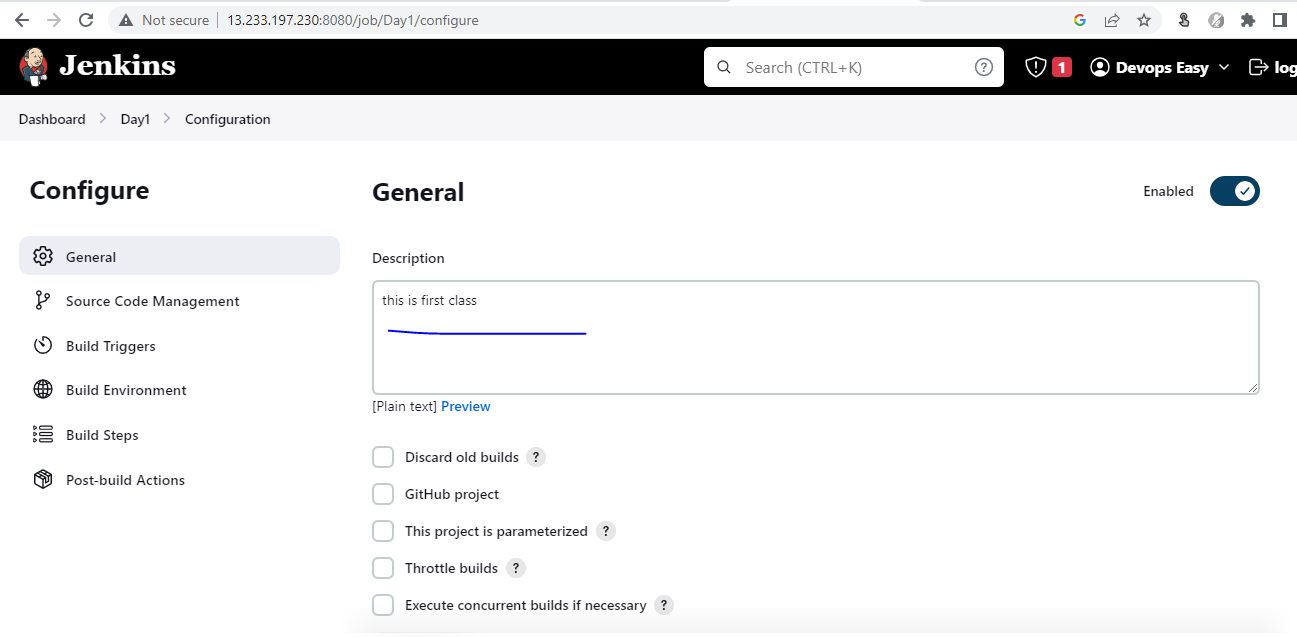 Not secure 13.233.197.230:8080/job/Day1/configure
Jenkins Search (CTRL+K) ? 1 Devops Easy log
Dashboard > Day1 > Configuration
Configure
General
Source Code Management
Build Triggers
Build Environment
Build Steps
Post-build Actions
General Enabled
Description
this is first class
[Plain text] Preview
Discard old builds ?
GitHub project
This project is parameterized ?
Throttle builds ?
Execute concurrent builds if necessary ?